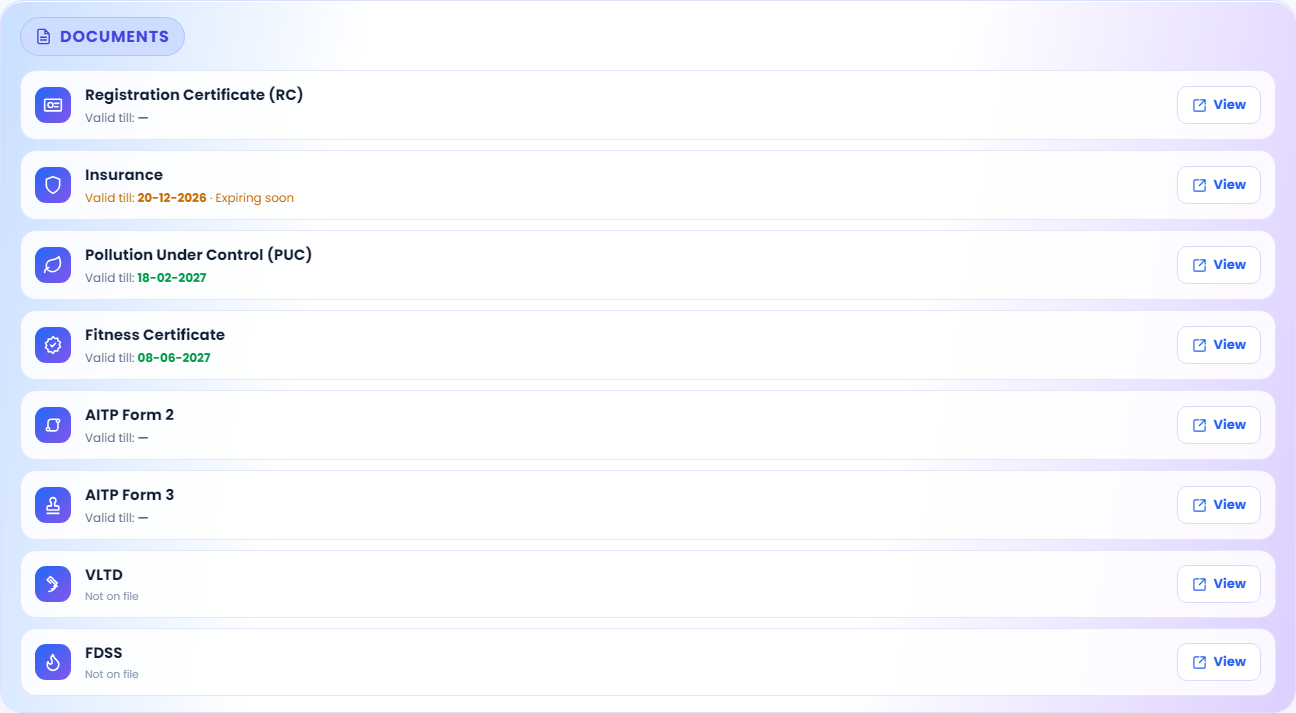 DOCUMENTS
Registration Certificate (RC)
Valid till: —
View
Insurance
Valid till: 20-12-2026 · Expiring soon
View
Pollution Under Control (PUC)
Valid till: 18-02-2027
View
Fitness Certificate
Valid till: 08-06-2027
View
AITP Form 2
Valid till: —
View
AITP Form 3
Valid till: —
View
VLTD
Not on file
View
FDSS
Not on file
View